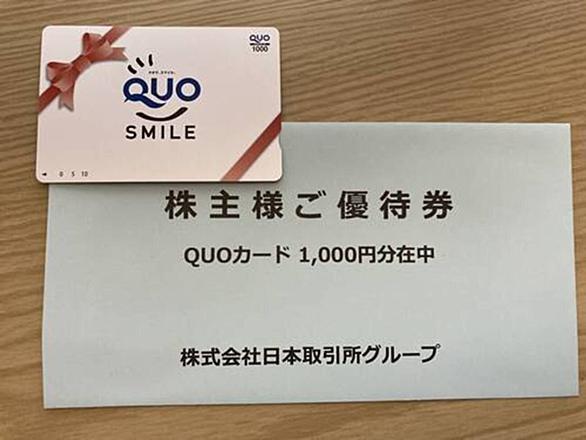 QUO
1000
QUO
SMILE
0 5 10
株主様ご優待券
QUOカード 1,000円分在中
株式会社日本取引所グループ